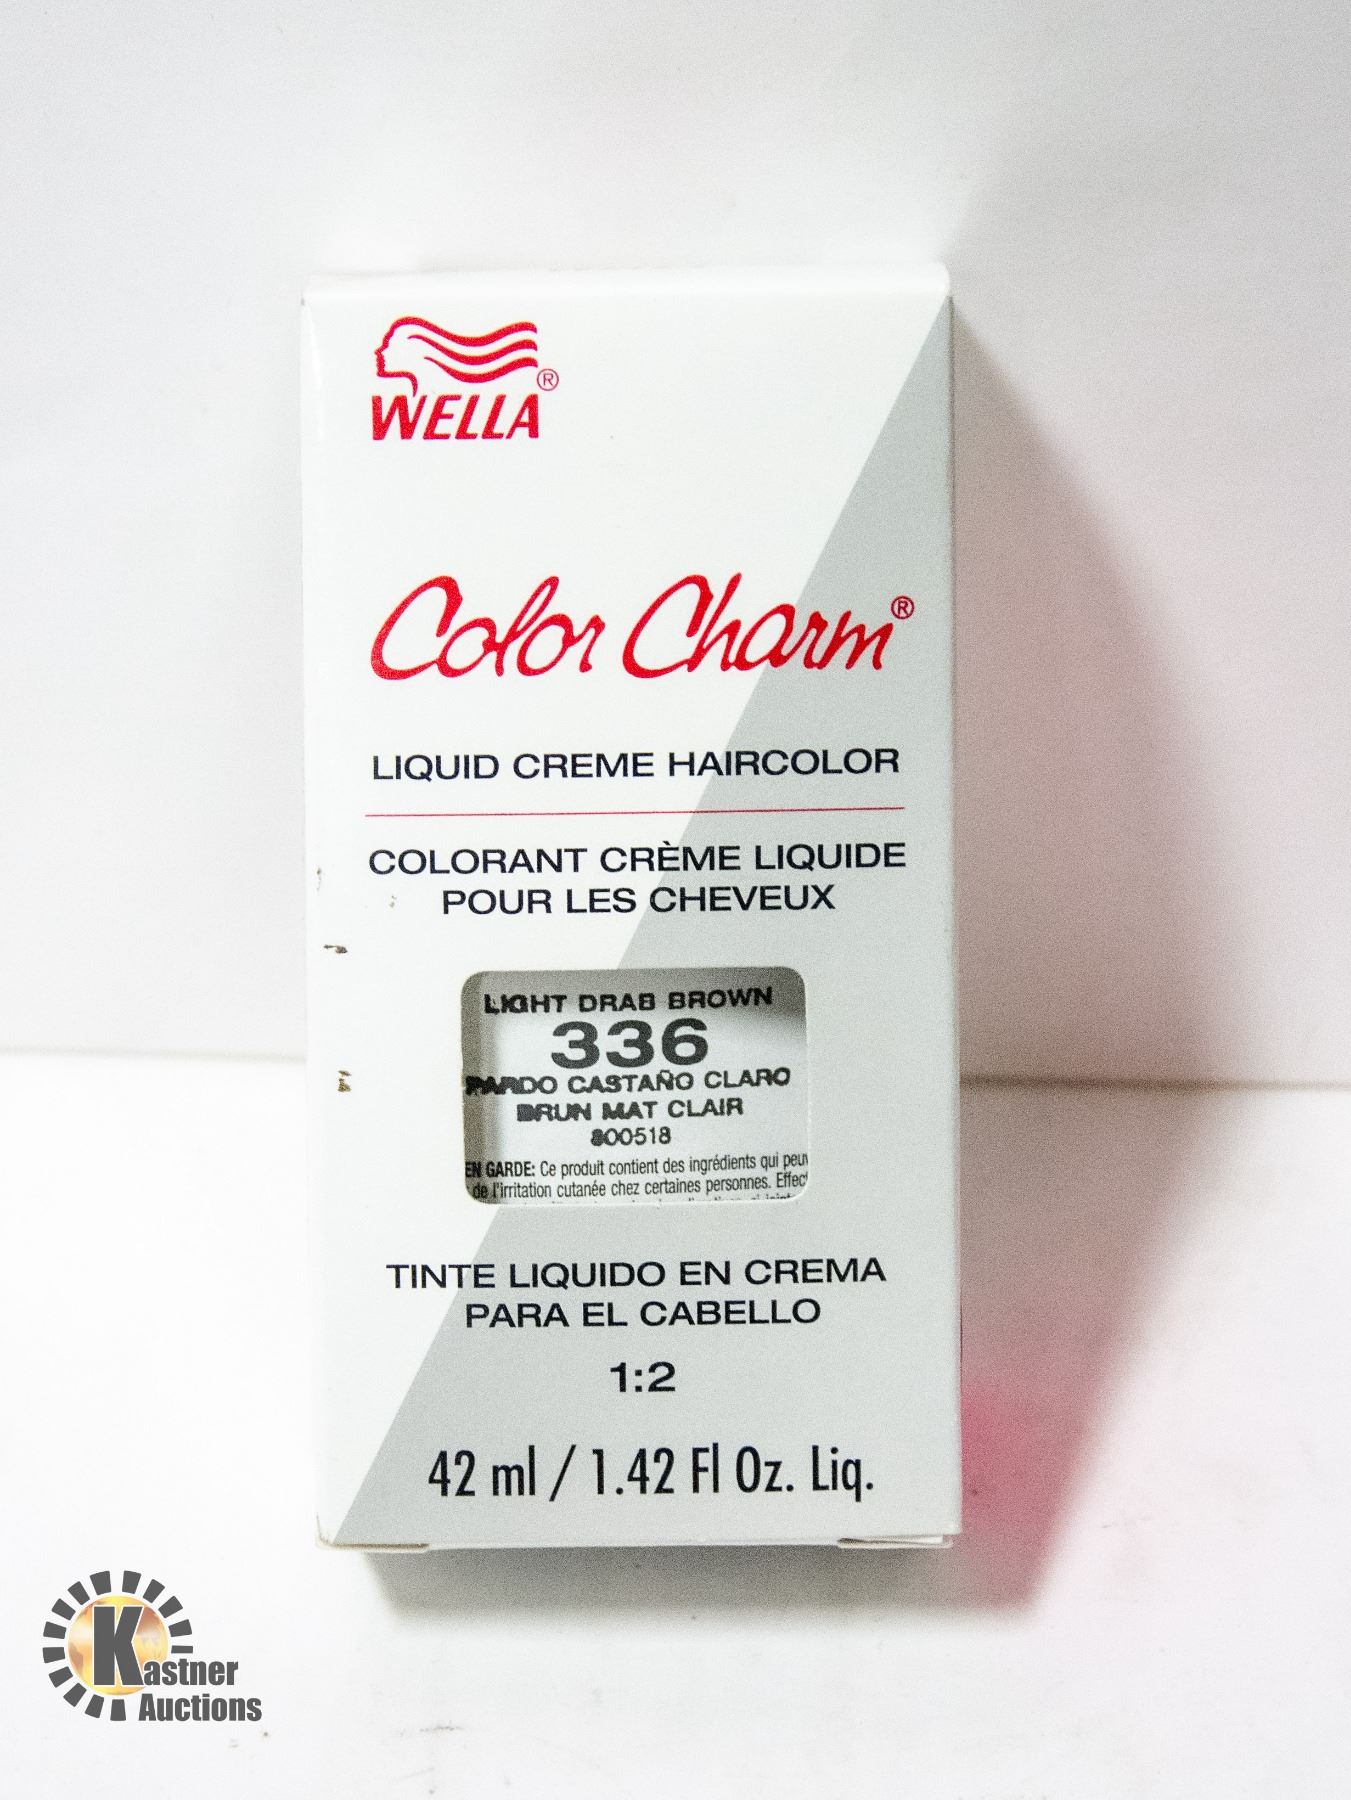 WELLA®
Color Charm®
LIQUID CREME HAIRCOLOR
COLORANT CRÈME LIQUIDE
POUR LES CHEVEUX
LIGHT DRAB BROWN
336
PARDO CASTAÑO CLARO
BRUN MAT CLAIR
800518
EN GARDE: Ce produit contient des ingrédients qui peuv
de l'irritation cutanée chez certaines personnes. Effec
TINTE LIQUIDO EN CREMA
PARA EL CABELLO
1:2
42 ml / 1.42 Fl Oz. Liq.
Kastner
Auctions